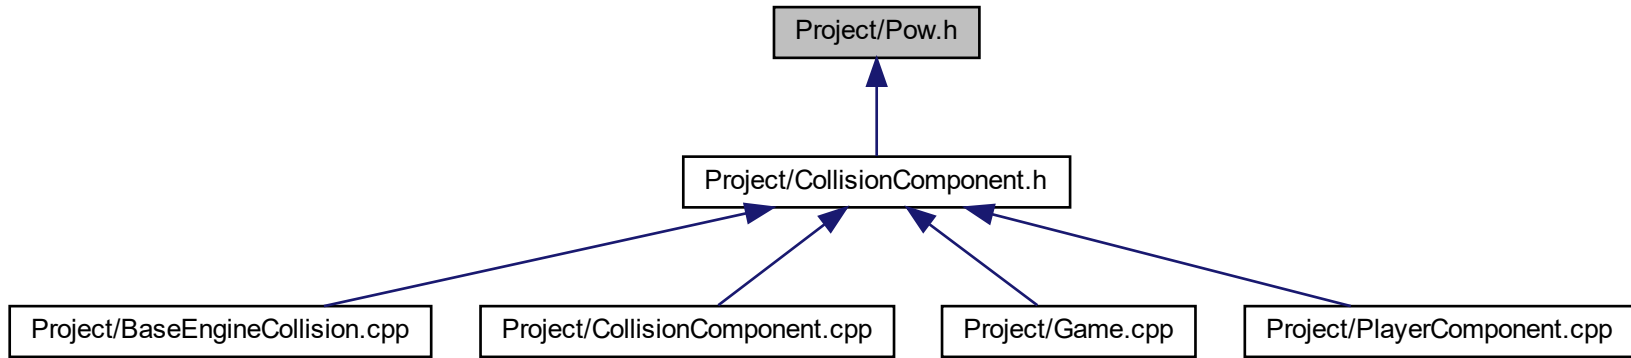 Project/Pow.h
Project/CollisionComponent.h
Project/BaseEngineCollision.cpp
Project/CollisionComponent.cpp
Project/Game.cpp
Project/PlayerComponent.cpp